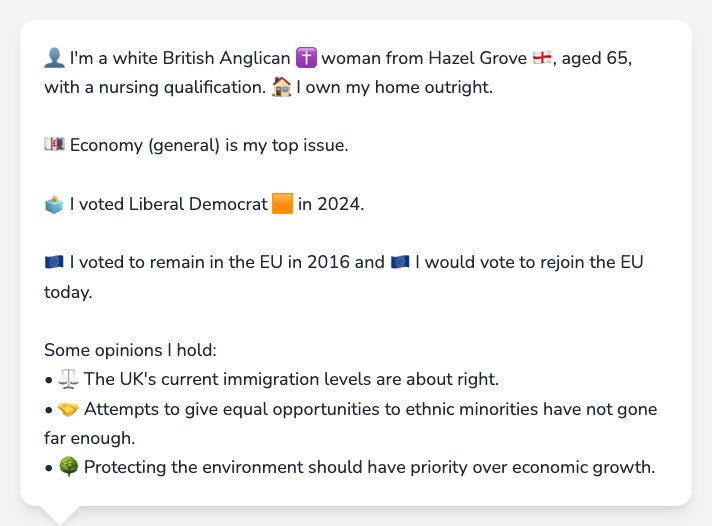 👤 I'm a white British Anglican ✝️ woman from Hazel Grove 🏴󠁧󠁢󠁥󠁮󠁧󠁿, aged 65,
with a nursing qualification. 🏠 I own my home outright.
💷 Economy (general) is my top issue.
🗳️ I voted Liberal Democrat 🟧 in 2024.
🇪🇺 I voted to remain in the EU in 2016 and 🇪🇺 I would vote to rejoin the EU
today.
Some opinions I hold:
• ⚖️ The UK's current immigration levels are about right.
• 🤝 Attempts to give equal opportunities to ethnic minorities have not gone
far enough.
• 🌳 Protecting the environment should have priority over economic growth.